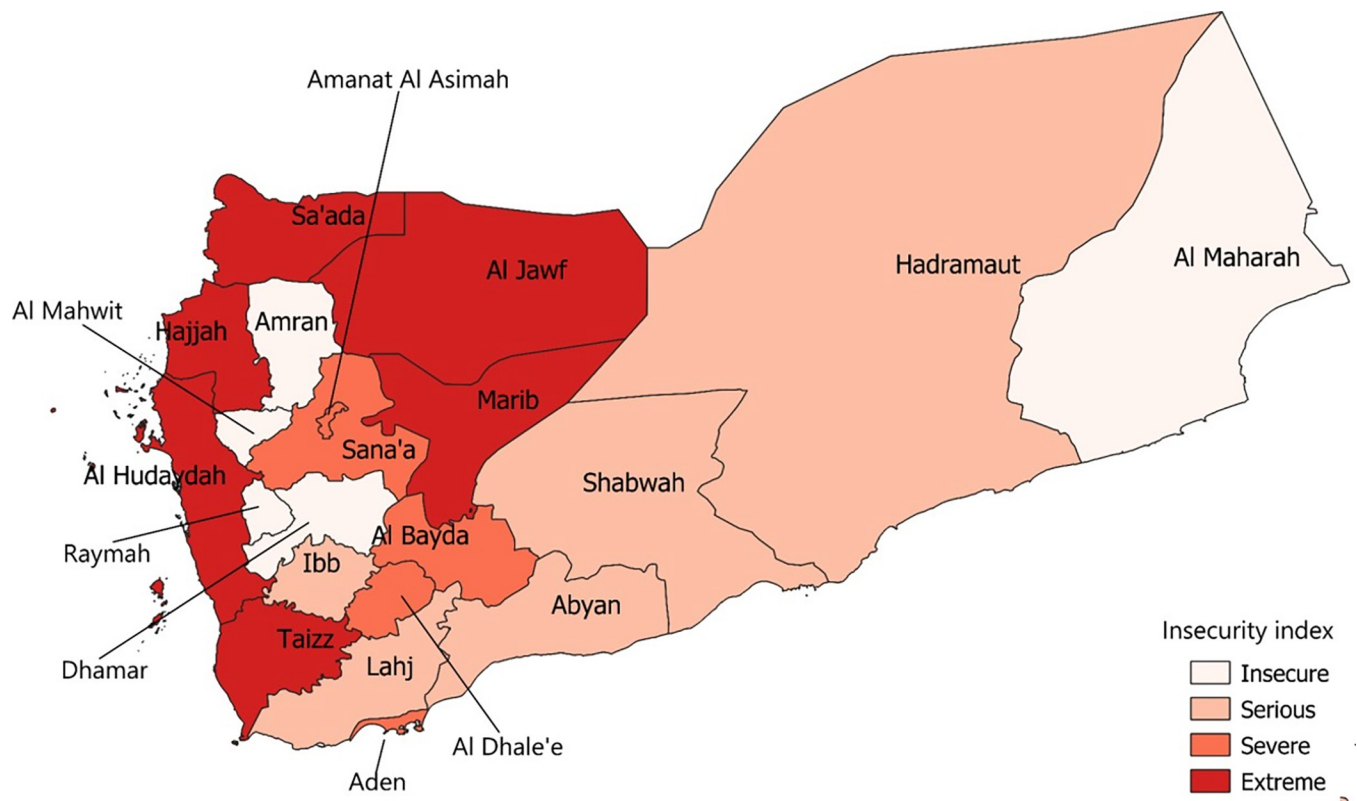 Amanat Al Asimah
Sa'ada
Al Jawf
Hadramaut
Al Maharah
Al Mahwit
Hajjah
Amran
Marib
Sana'a
Al Hudaydah
Shabwah
Raymah
Al Bayda
Ibb
Abyan
Dhamar
Taizz
Lahj
Al Dhale'e
Aden
Insecurity index
Insecure
Serious
Severe
Extreme